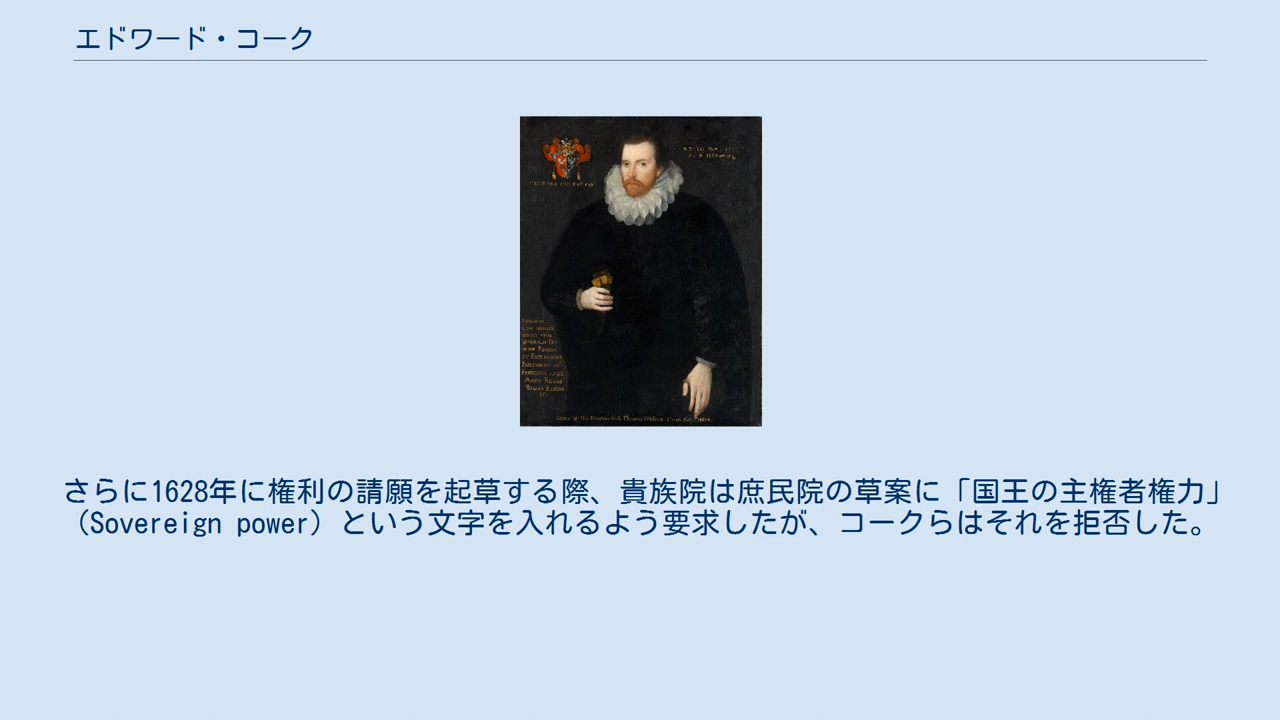 エドワード・コーク
さらに1628年に権利の請願を起草する際、貴族院は庶民院の草案に「国王の主権者権力」
（Sovereign power）という文字を入れるよう要求したが、コークらはそれを拒否した。